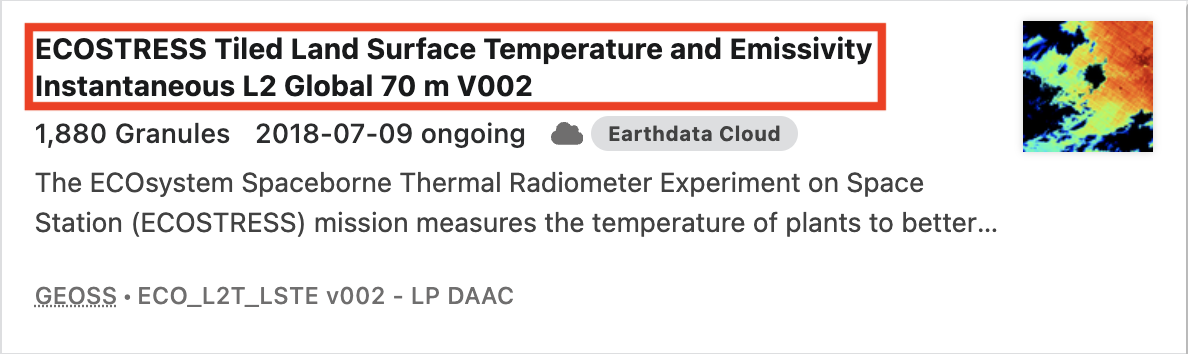 ECOSTRESS Tiled Land Surface Temperature and Emissivity
Instantaneous L2 Global 70 m V002
1,880 Granules 2018-07-09 ongoing Earthdata Cloud
The ECOsystem Spaceborne Thermal Radiometer Experiment on Space
Station (ECOSTRESS) mission measures the temperature of plants to better...
GEOSS • ECO_L2T_LSTE v002 - LP DAAC